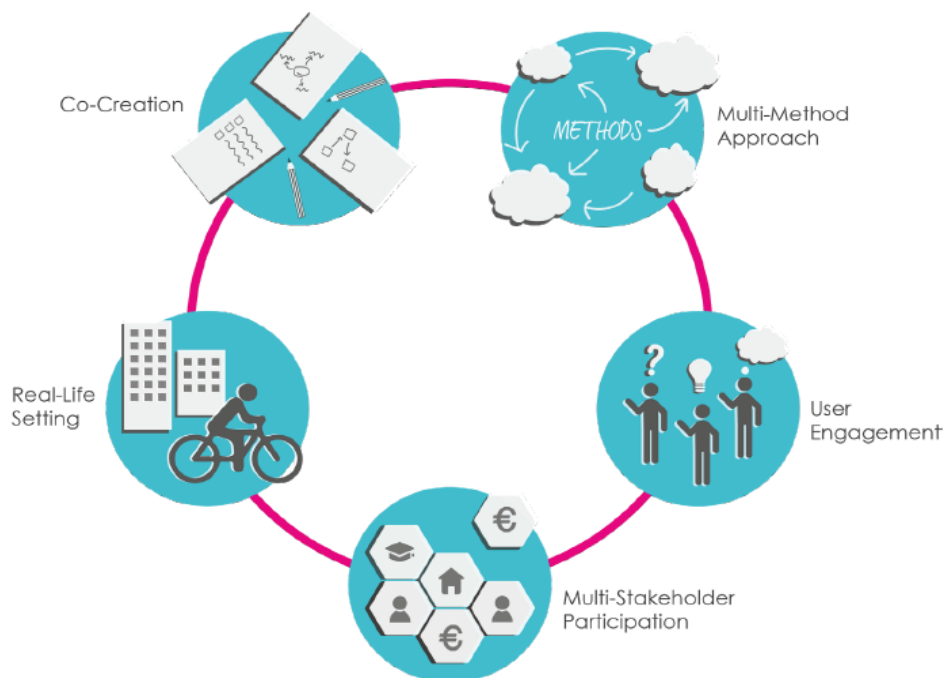 Co-Creation
Multi-Method
Approach
METHODS
Real-Life
Setting
?
User
Engagement
€
Multi-Stakeholder
Participation
€